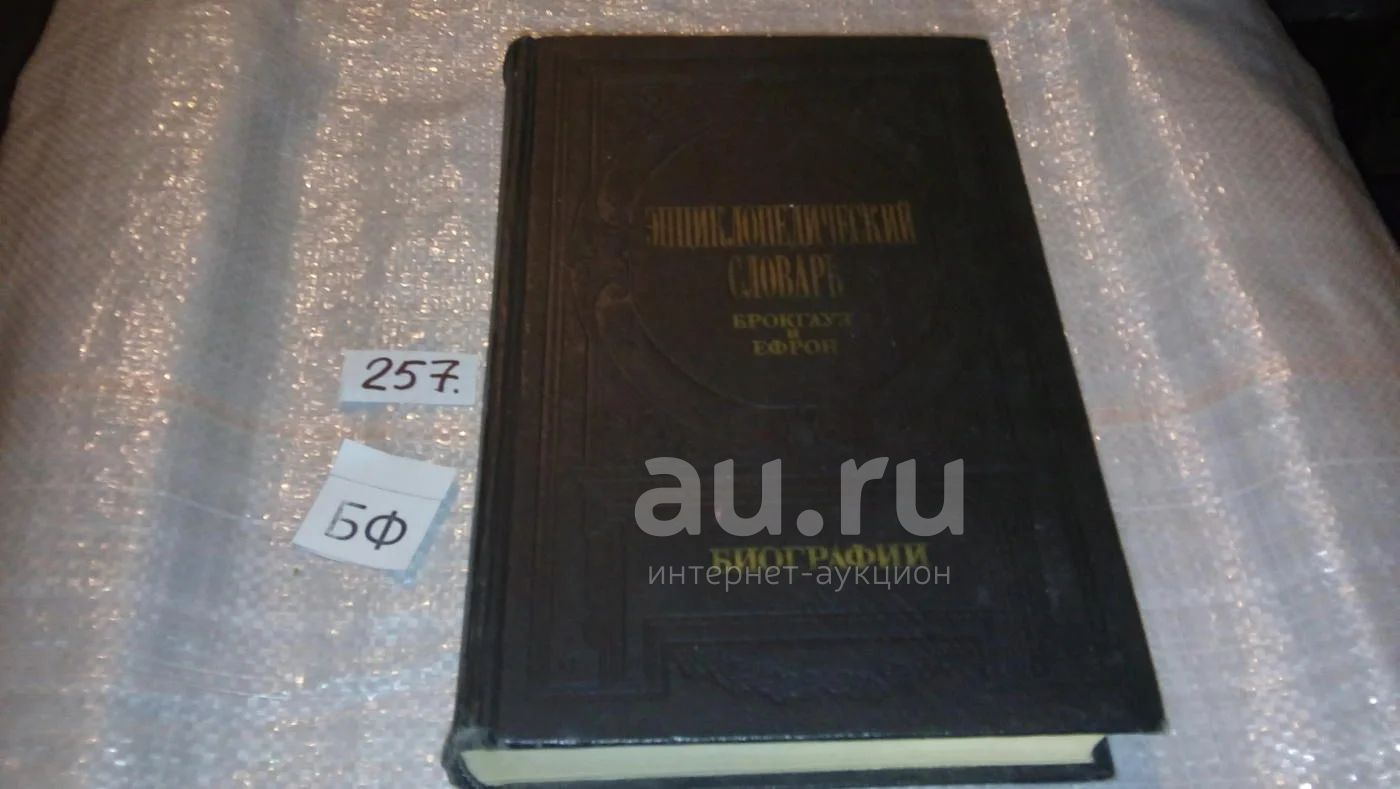 ЭНЦИКЛОПЕДИЧЕСКИЙ
СЛОВАРЬ
БРОКГАУЗ
И
ЕФРОН
257.
БФ
au.ru
БИОГРАФИИ
интернет-аукцион